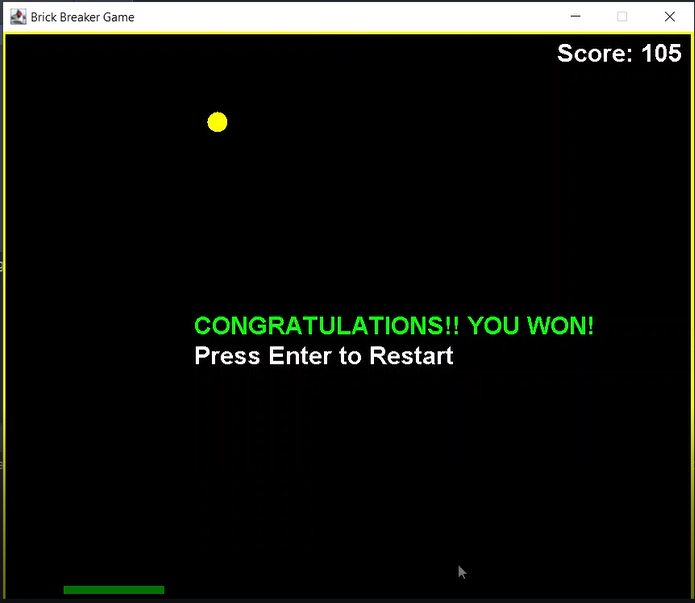 Brick Breaker Game
Score: 105
CONGRATULATIONS!! YOU WON!
Press Enter to Restart